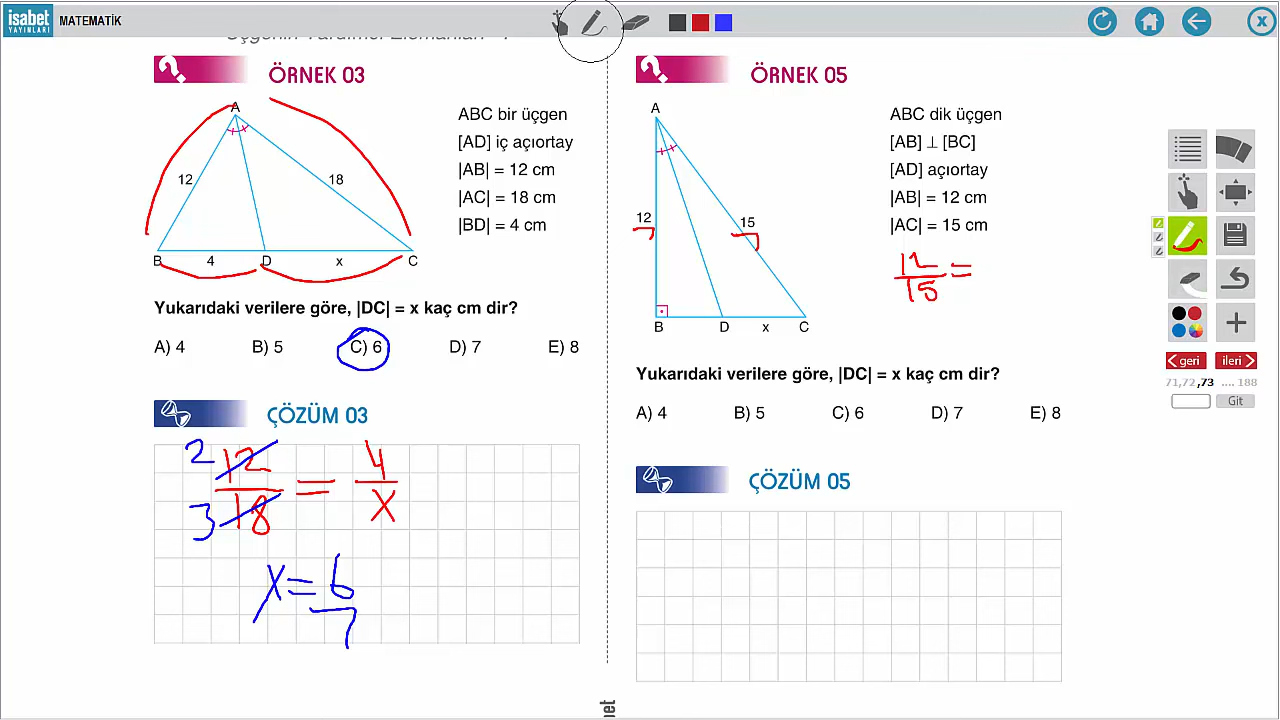 isabet
YAYINLARI
MATEMATİK
ÖRNEK 03
A
12
18
B
4
D
x
C
ABC bir üçgen
[AD] iç açıortay
|AB| = 12 cm
|AC| = 18 cm
|BD| = 4 cm
Yukarıdaki verilere göre, |DC| = x kaç cm dir?
A) 4 B) 5 C) 6 D) 7 E) 8
ÇÖZÜM 03
2 12 = 4
3 18 x
x = 6
ÖRNEK 05
A
12
15
B
D
x
C
ABC dik üçgen
[AB] ⊥ [BC]
[AD] açıortay
|AB| = 12 cm
|AC| = 15 cm
12 =
15
Yukarıdaki verilere göre, |DC| = x kaç cm dir?
A) 4 B) 5 C) 6 D) 7 E) 8
ÇÖZÜM 05
geri
ileri
71,72,73 .... 188
Git